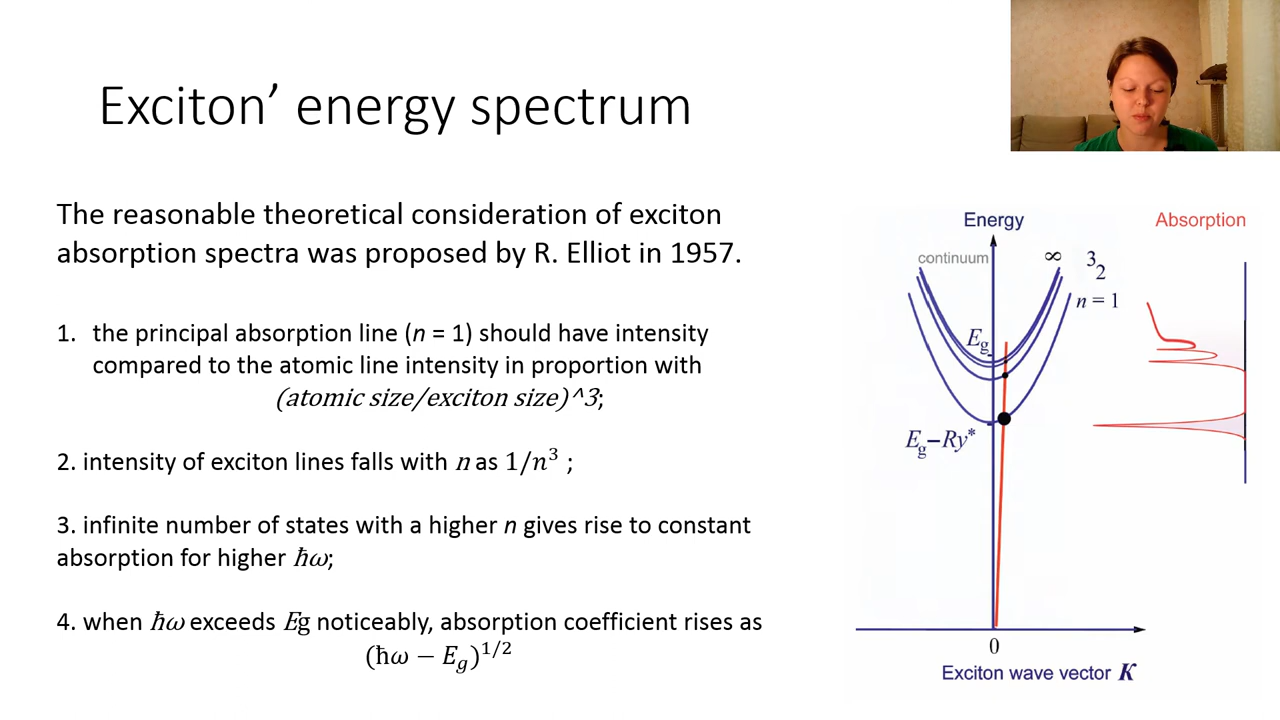 Exciton’ energy spectrum
The reasonable theoretical consideration of exciton
absorption spectra was proposed by R. Elliot in 1957.
1. the principal absorption line (n = 1) should have intensity
compared to the atomic line intensity in proportion with
(atomic size/exciton size)^3;
2. intensity of exciton lines falls with n as 1/n³ ;
3. infinite number of states with a higher n gives rise to constant
absorption for higher ℏω;
4. when ℏω exceeds Eg noticeably, absorption coefficient rises as
(ℏω − E_g)^{1/2}
Energy
Absorption
continuum
∞
3
2
n = 1
E_g
E_g–Ry*
0
Exciton wave vector K